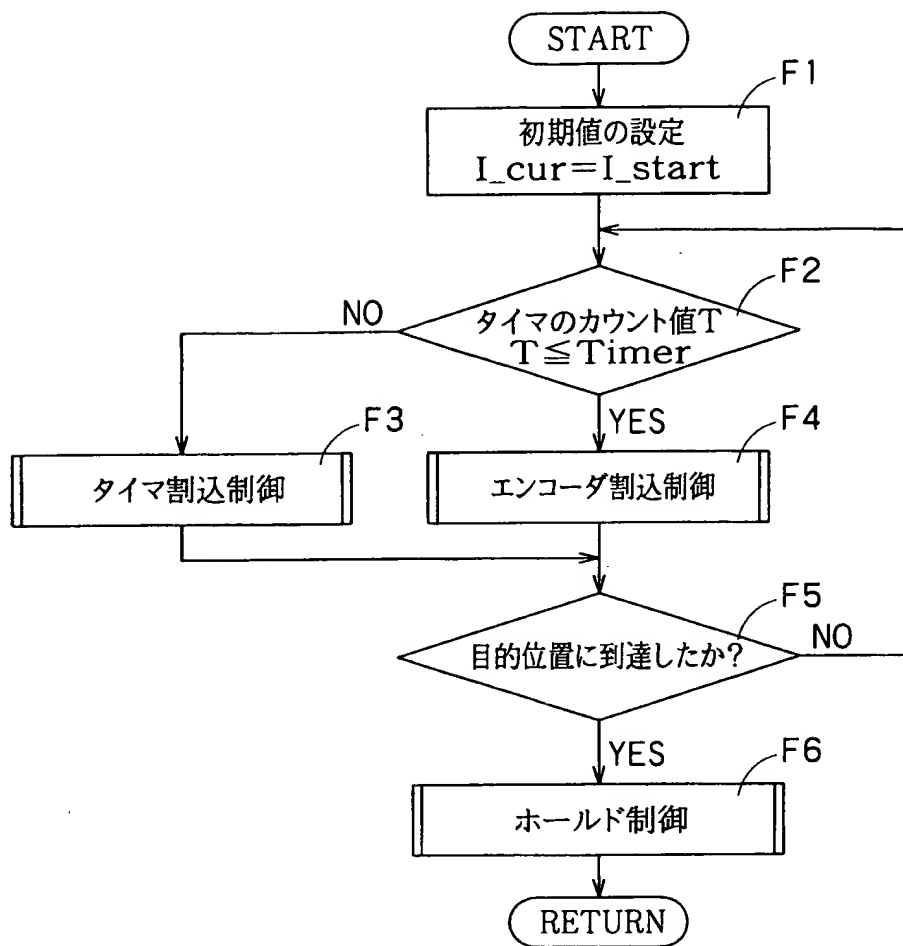 START
F1
初期値の設定
I_cur=I_start
F2
NO
タイマのカウント値T
T≦Timer
YES
F3
F4
タイマ割込制御
エンコーダ割込制御
F5
目的位置に到達したか?
NO
YES
F6
ホールド制御
RETURN